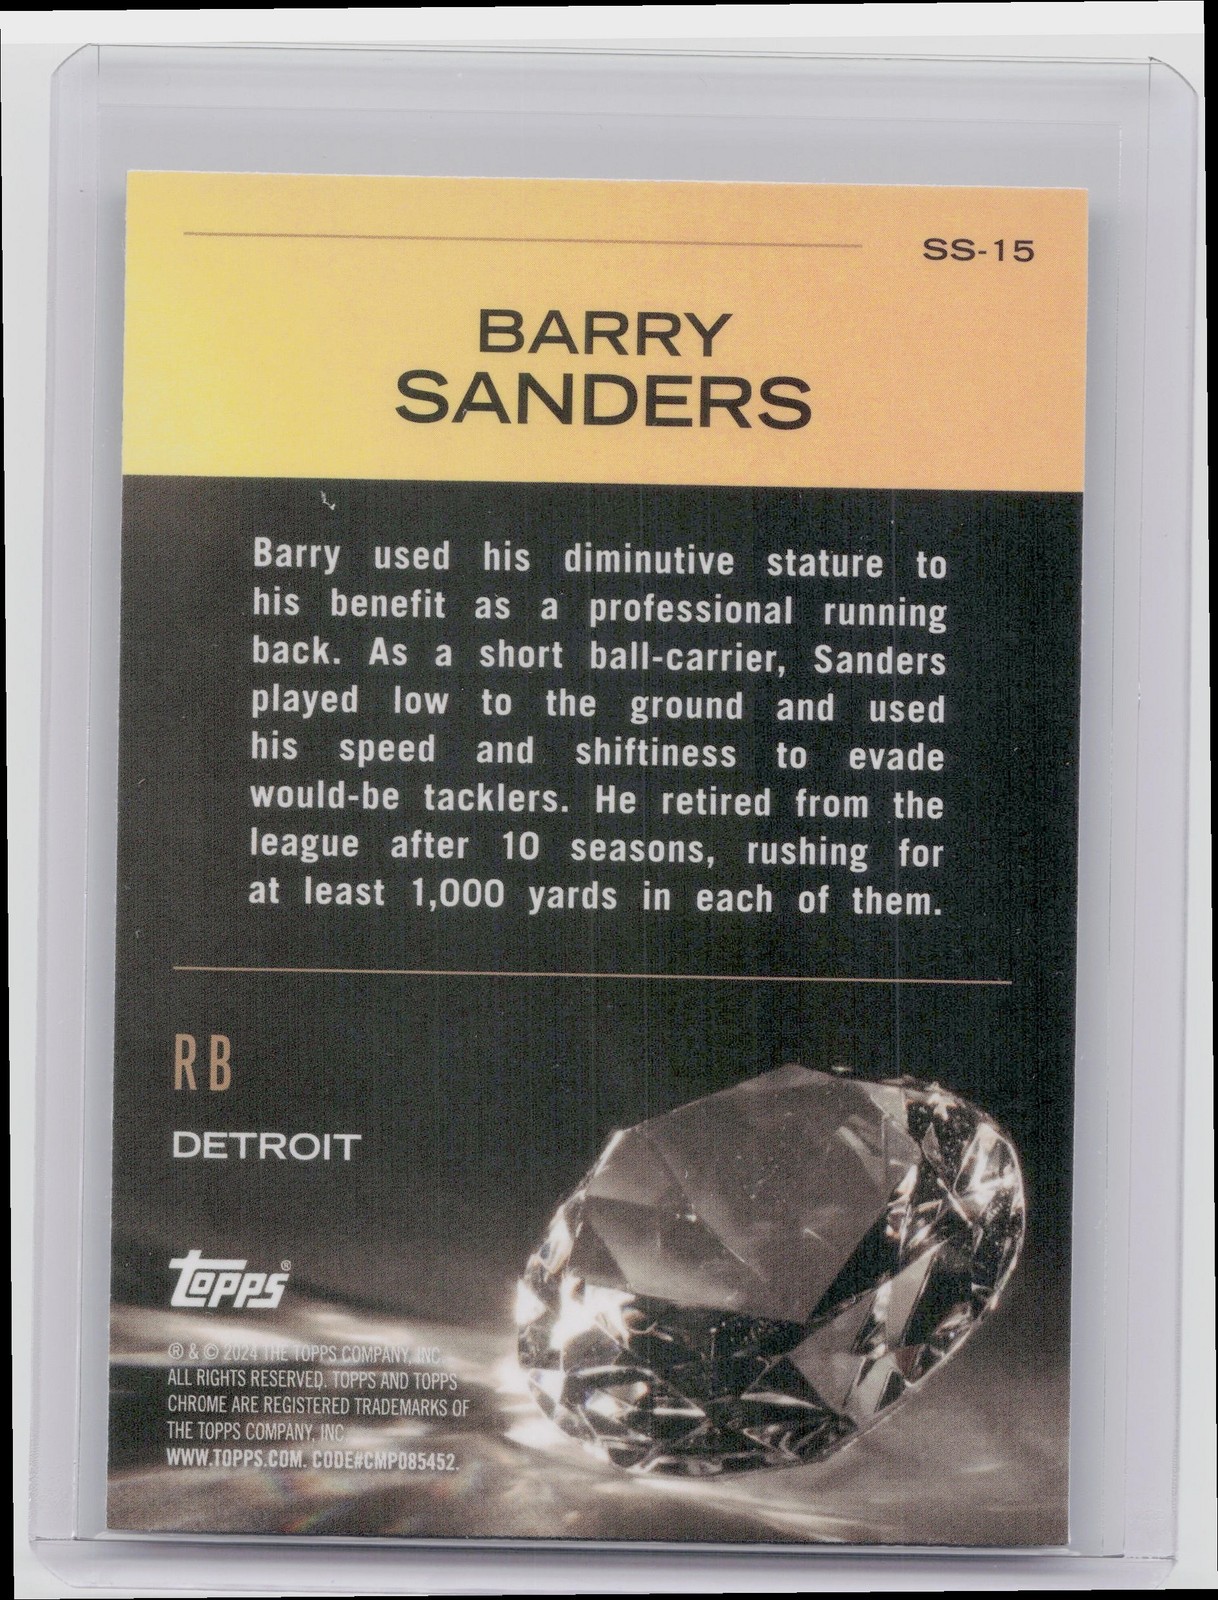 SS-15
BARRY
SANDERS
Barry used his diminutive stature to
his benefit as a professional running
back. As a short ball-carrier, Sanders
played low to the ground and used
his speed and shiftiness to evade
would-be tacklers. He retired from the
league after 10 seasons, rushing for
at least 1,000 yards in each of them.
RB
DETROIT
topps®
® & © 2024 THE TOPPS COMPANY, INC.
ALL RIGHTS RESERVED. TOPPS AND TOPPS
CHROME ARE REGISTERED TRADEMARKS OF
THE TOPPS COMPANY, INC
WWW.TOPPS.COM. CODE#CMP085452.